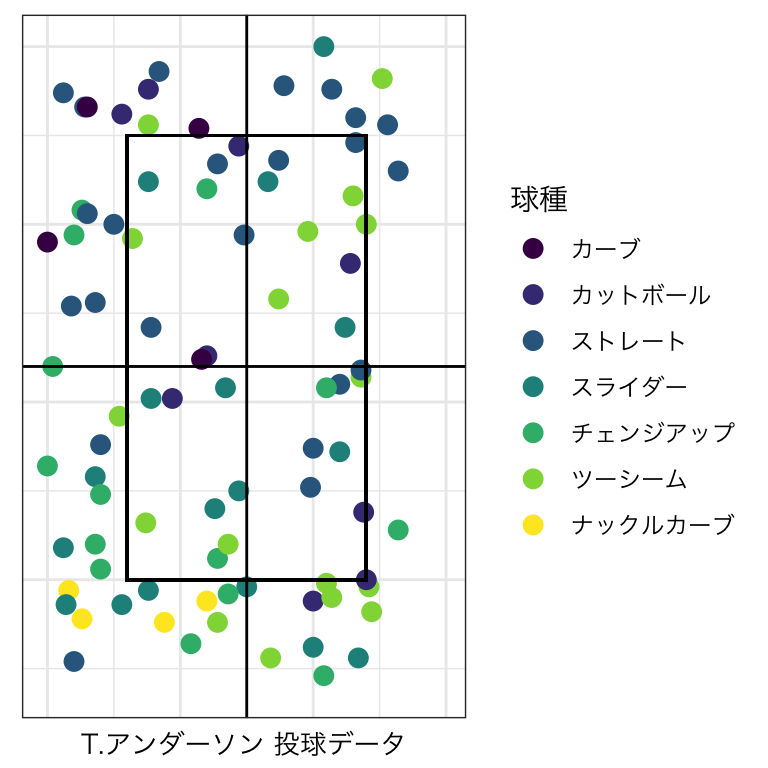 球種
カーブ
カットボール
ストレート
スライダー
チェンジアップ
ツーシーム
ナックルカーブ
T.アンダーソン 投球データ